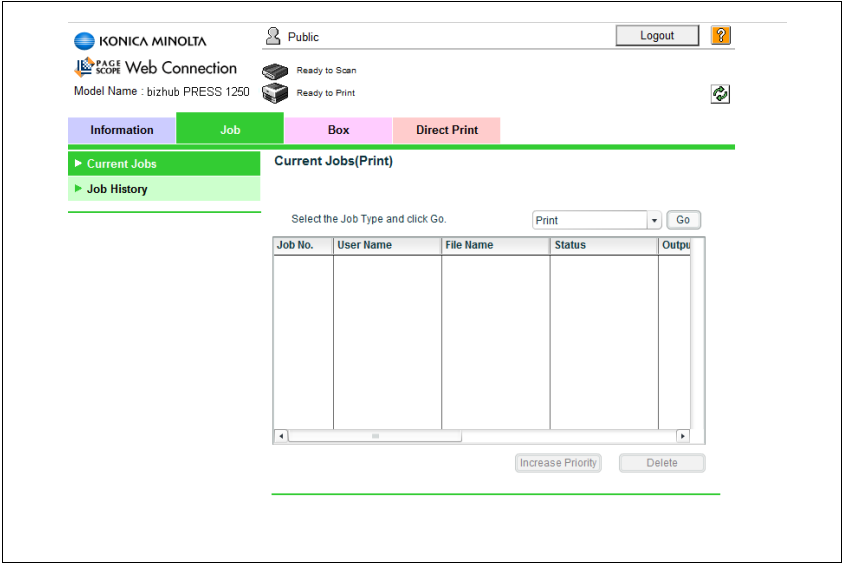 KONICA MINOLTA
Public
Logout
?
PAGE SCOPE Web Connection
Ready to Scan
Model Name : bizhub PRESS 1250
Ready to Print
Information Job Box Direct Print
Current Jobs
Current Jobs(Print)
Job History
Select the Job Type and click Go. Print Go
Job No. User Name File Name Status Outpu
Increase Priority Delete